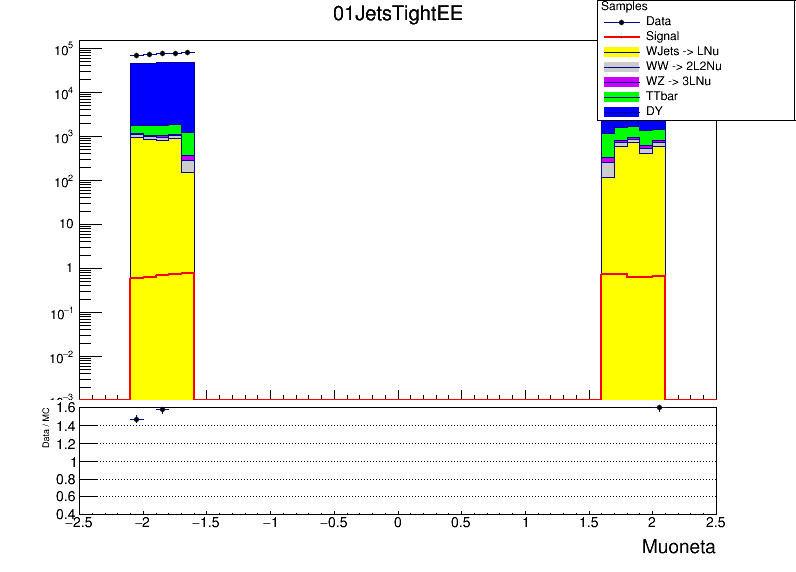 01JetsTightEE
Samples
Data
Signal
WJets -> LNu
WW -> 2L2Nu
WZ -> 3LNu
TTbar
DY
10^5
10^4
10^3
10^2
10
1
10^−1
10^−2
10^−3
Data / MC
1.6
1.4
1.2
1
0.8
0.6
0.4
−2.5 −2 −1.5 −1 −0.5 0 0.5 1 1.5 2 2.5
Muoneta